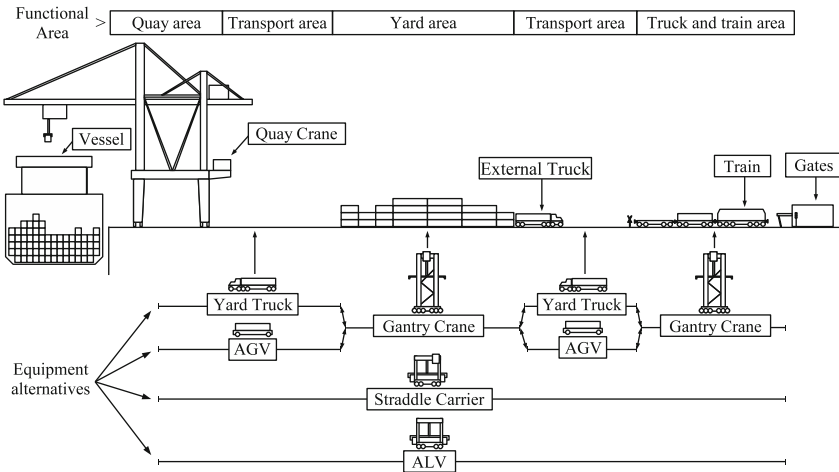 Functional
Area >
Quay area
Transport area
Yard area
Transport area
Truck and train area
Vessel
Quay Crane
External Truck
Train
Gates
Yard Truck
Yard Truck
Gantry Crane
Gantry Crane
AGV
AGV
Equipment
alternatives
Straddle Carrier
ALV